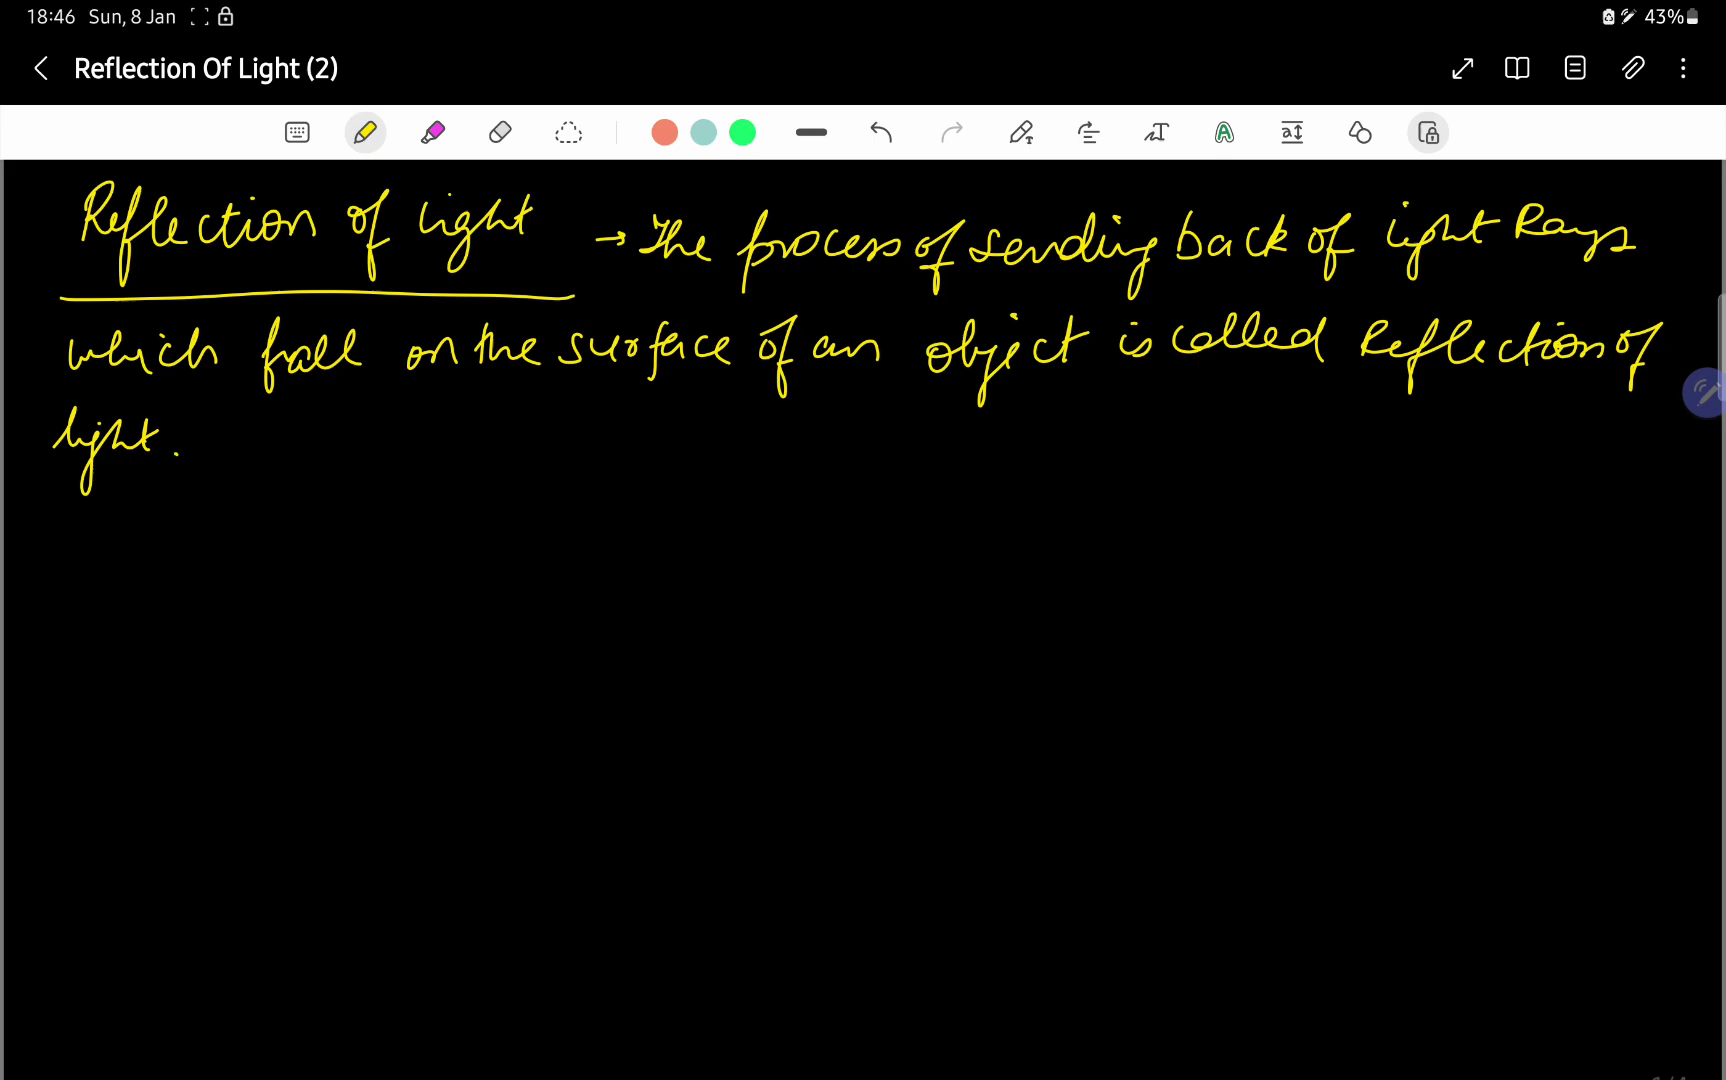 18:46 Sun, 8 Jan 43%
Reflection Of Light (2)
Reflection of light → The process of sending back of light Rays
which fall on the surface of an object is called Reflection of
light.